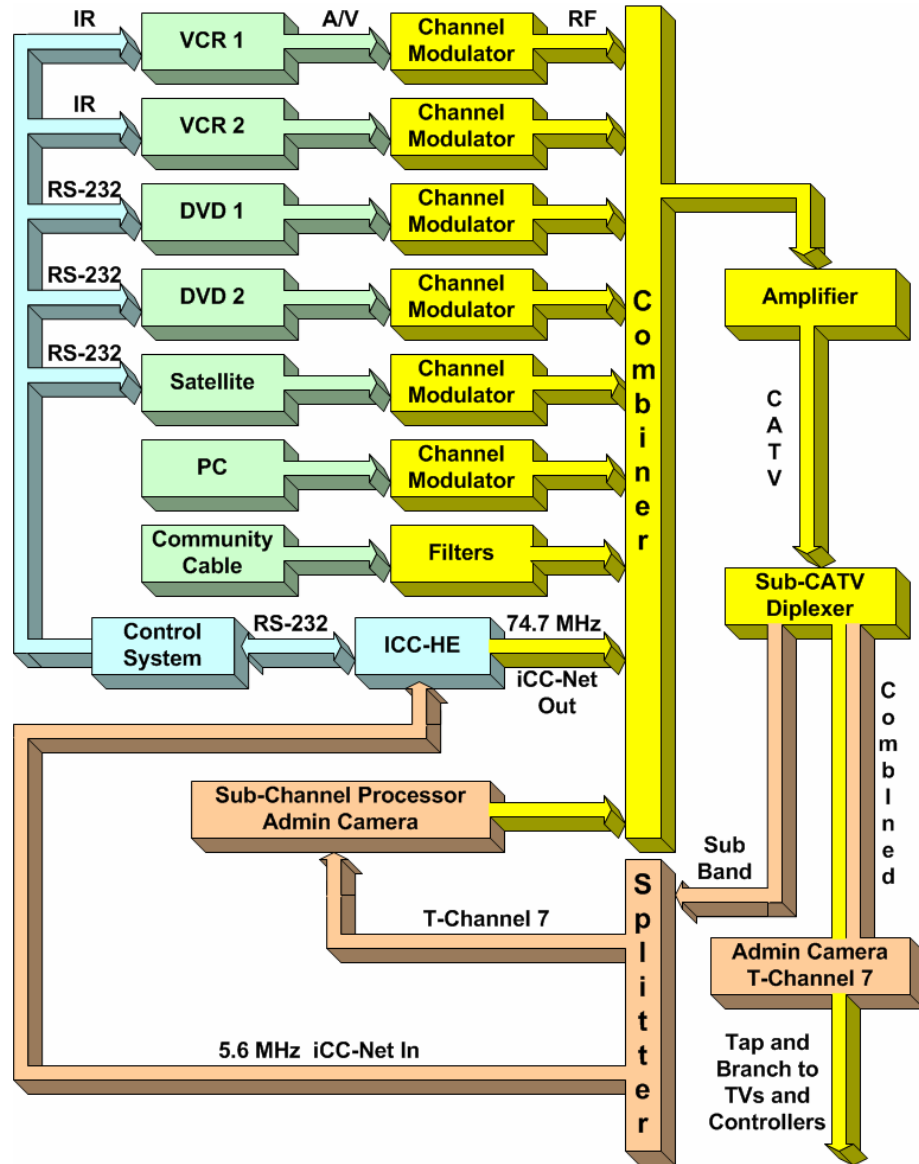 IR
VCR 1
A/V
Channel
Modulator
RF
IR
VCR 2
Channel
Modulator
RS-232
DVD 1
Channel
Modulator
RS-232
DVD 2
Channel
Modulator
RS-232
Satellite
Channel
Modulator
PC
Channel
Modulator
Community
Cable
Filters
Control
System
RS-232
ICC-HE
74.7 MHz
iCC-Net
Out
Combiner
Amplifier
CATV
Sub-CATV
Diplexer
CombIned
Sub-Channel Processor
Admin Camera
Sub
Band
Splitter
T-Channel 7
Admin Camera
T-Channel 7
5.6 MHz iCC-Net In
Tap and
Branch to
TVs and
Controllers